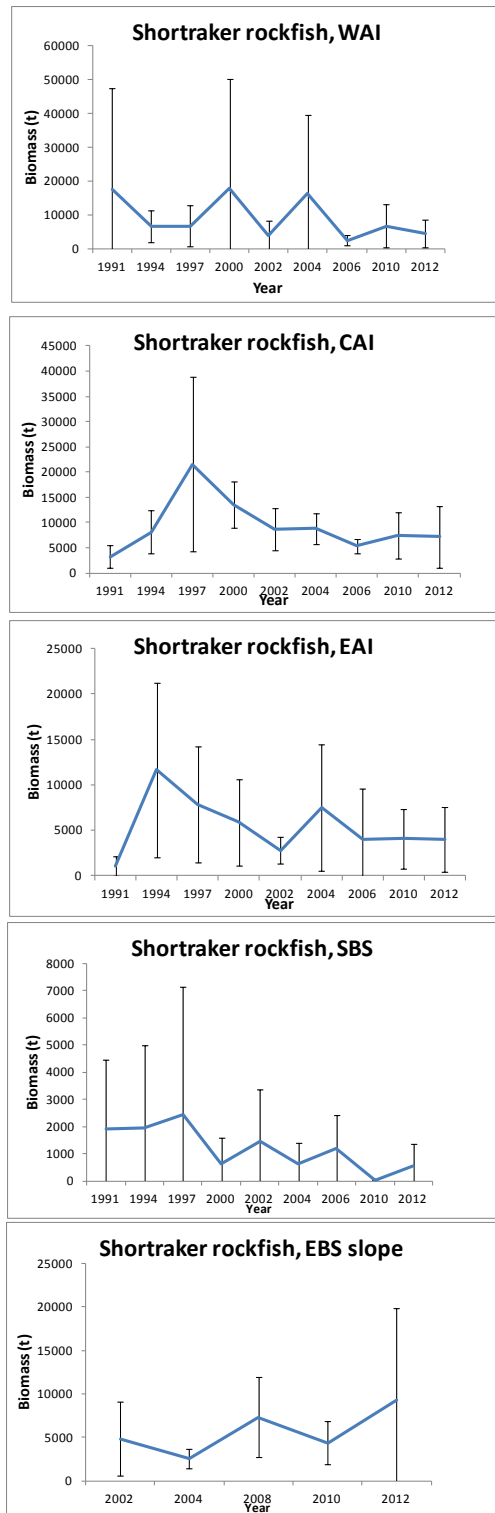 Shortraker rockfish, WAI
60000
50000
40000
30000
20000
10000
0
Biomass (t)
1991 1994 1997 2000 2002 2004 2006 2010 2012
Year
Shortraker rockfish, CAI
45000
40000
35000
30000
25000
20000
15000
10000
5000
0
Biomass (t)
1991 1994 1997 2000 2002 2004 2006 2010 2012
Year
Shortraker rockfish, EAI
25000
20000
15000
10000
5000
0
Biomass (t)
1991 1994 1997 2000 2002 2004 2006 2010 2012
Year
Shortraker rockfish, SBS
8000
7000
6000
5000
4000
3000
2000
1000
0
Biomass (t)
1991 1994 1997 2000 2002 2004 2006 2010 2012
Year
Shortraker rockfish, EBS slope
25000
20000
15000
10000
5000
0
Biomass (t)
2002 2004 2008 2010 2012
Year